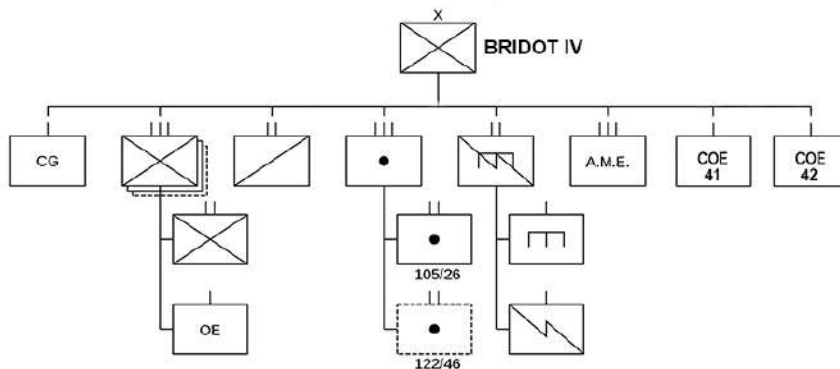 X
BRIDOT IV
CG
A.M.E.
COE
41
COE
42
105/26
OE
122/46